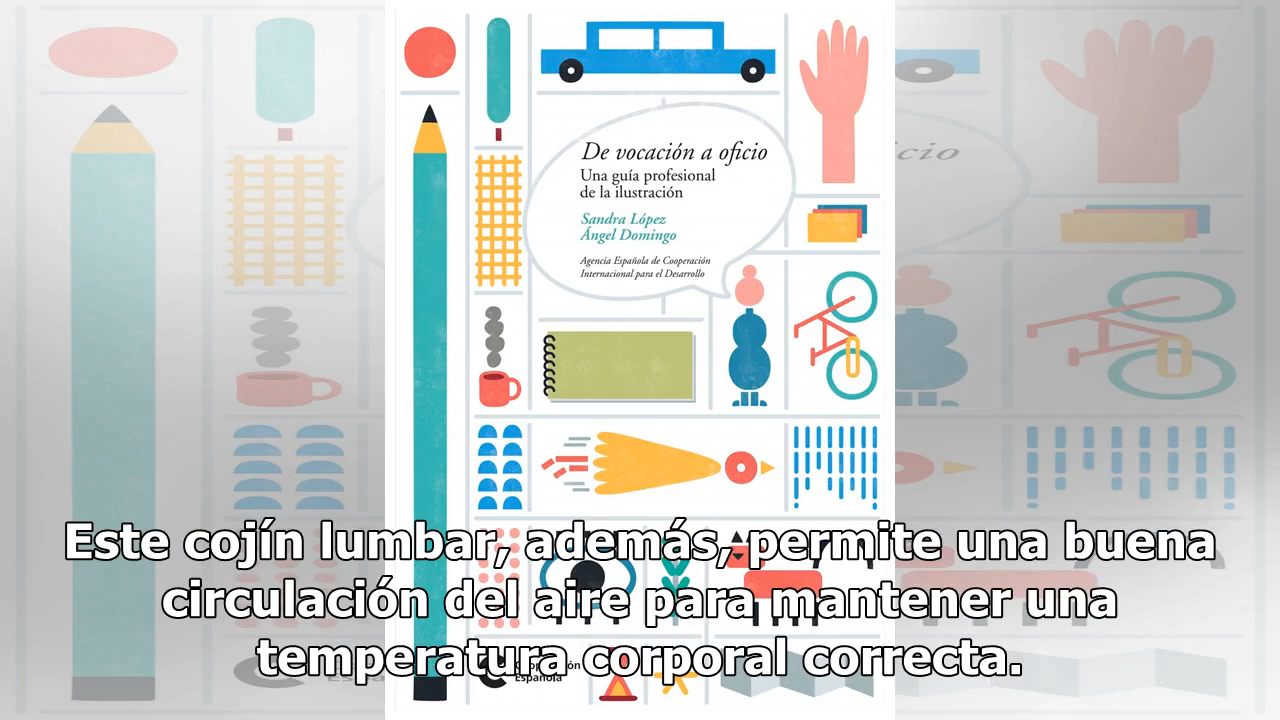 De vocación a oficio
Una guía profesional
de la ilustración
Sandra López
Ángel Domingo
Agencia Española de Cooperación
Internacional para el Desarrollo
Este cojín lumbar, además, permite una buena
circulación del aire para mantener una
temperatura corporal correcta.
Española